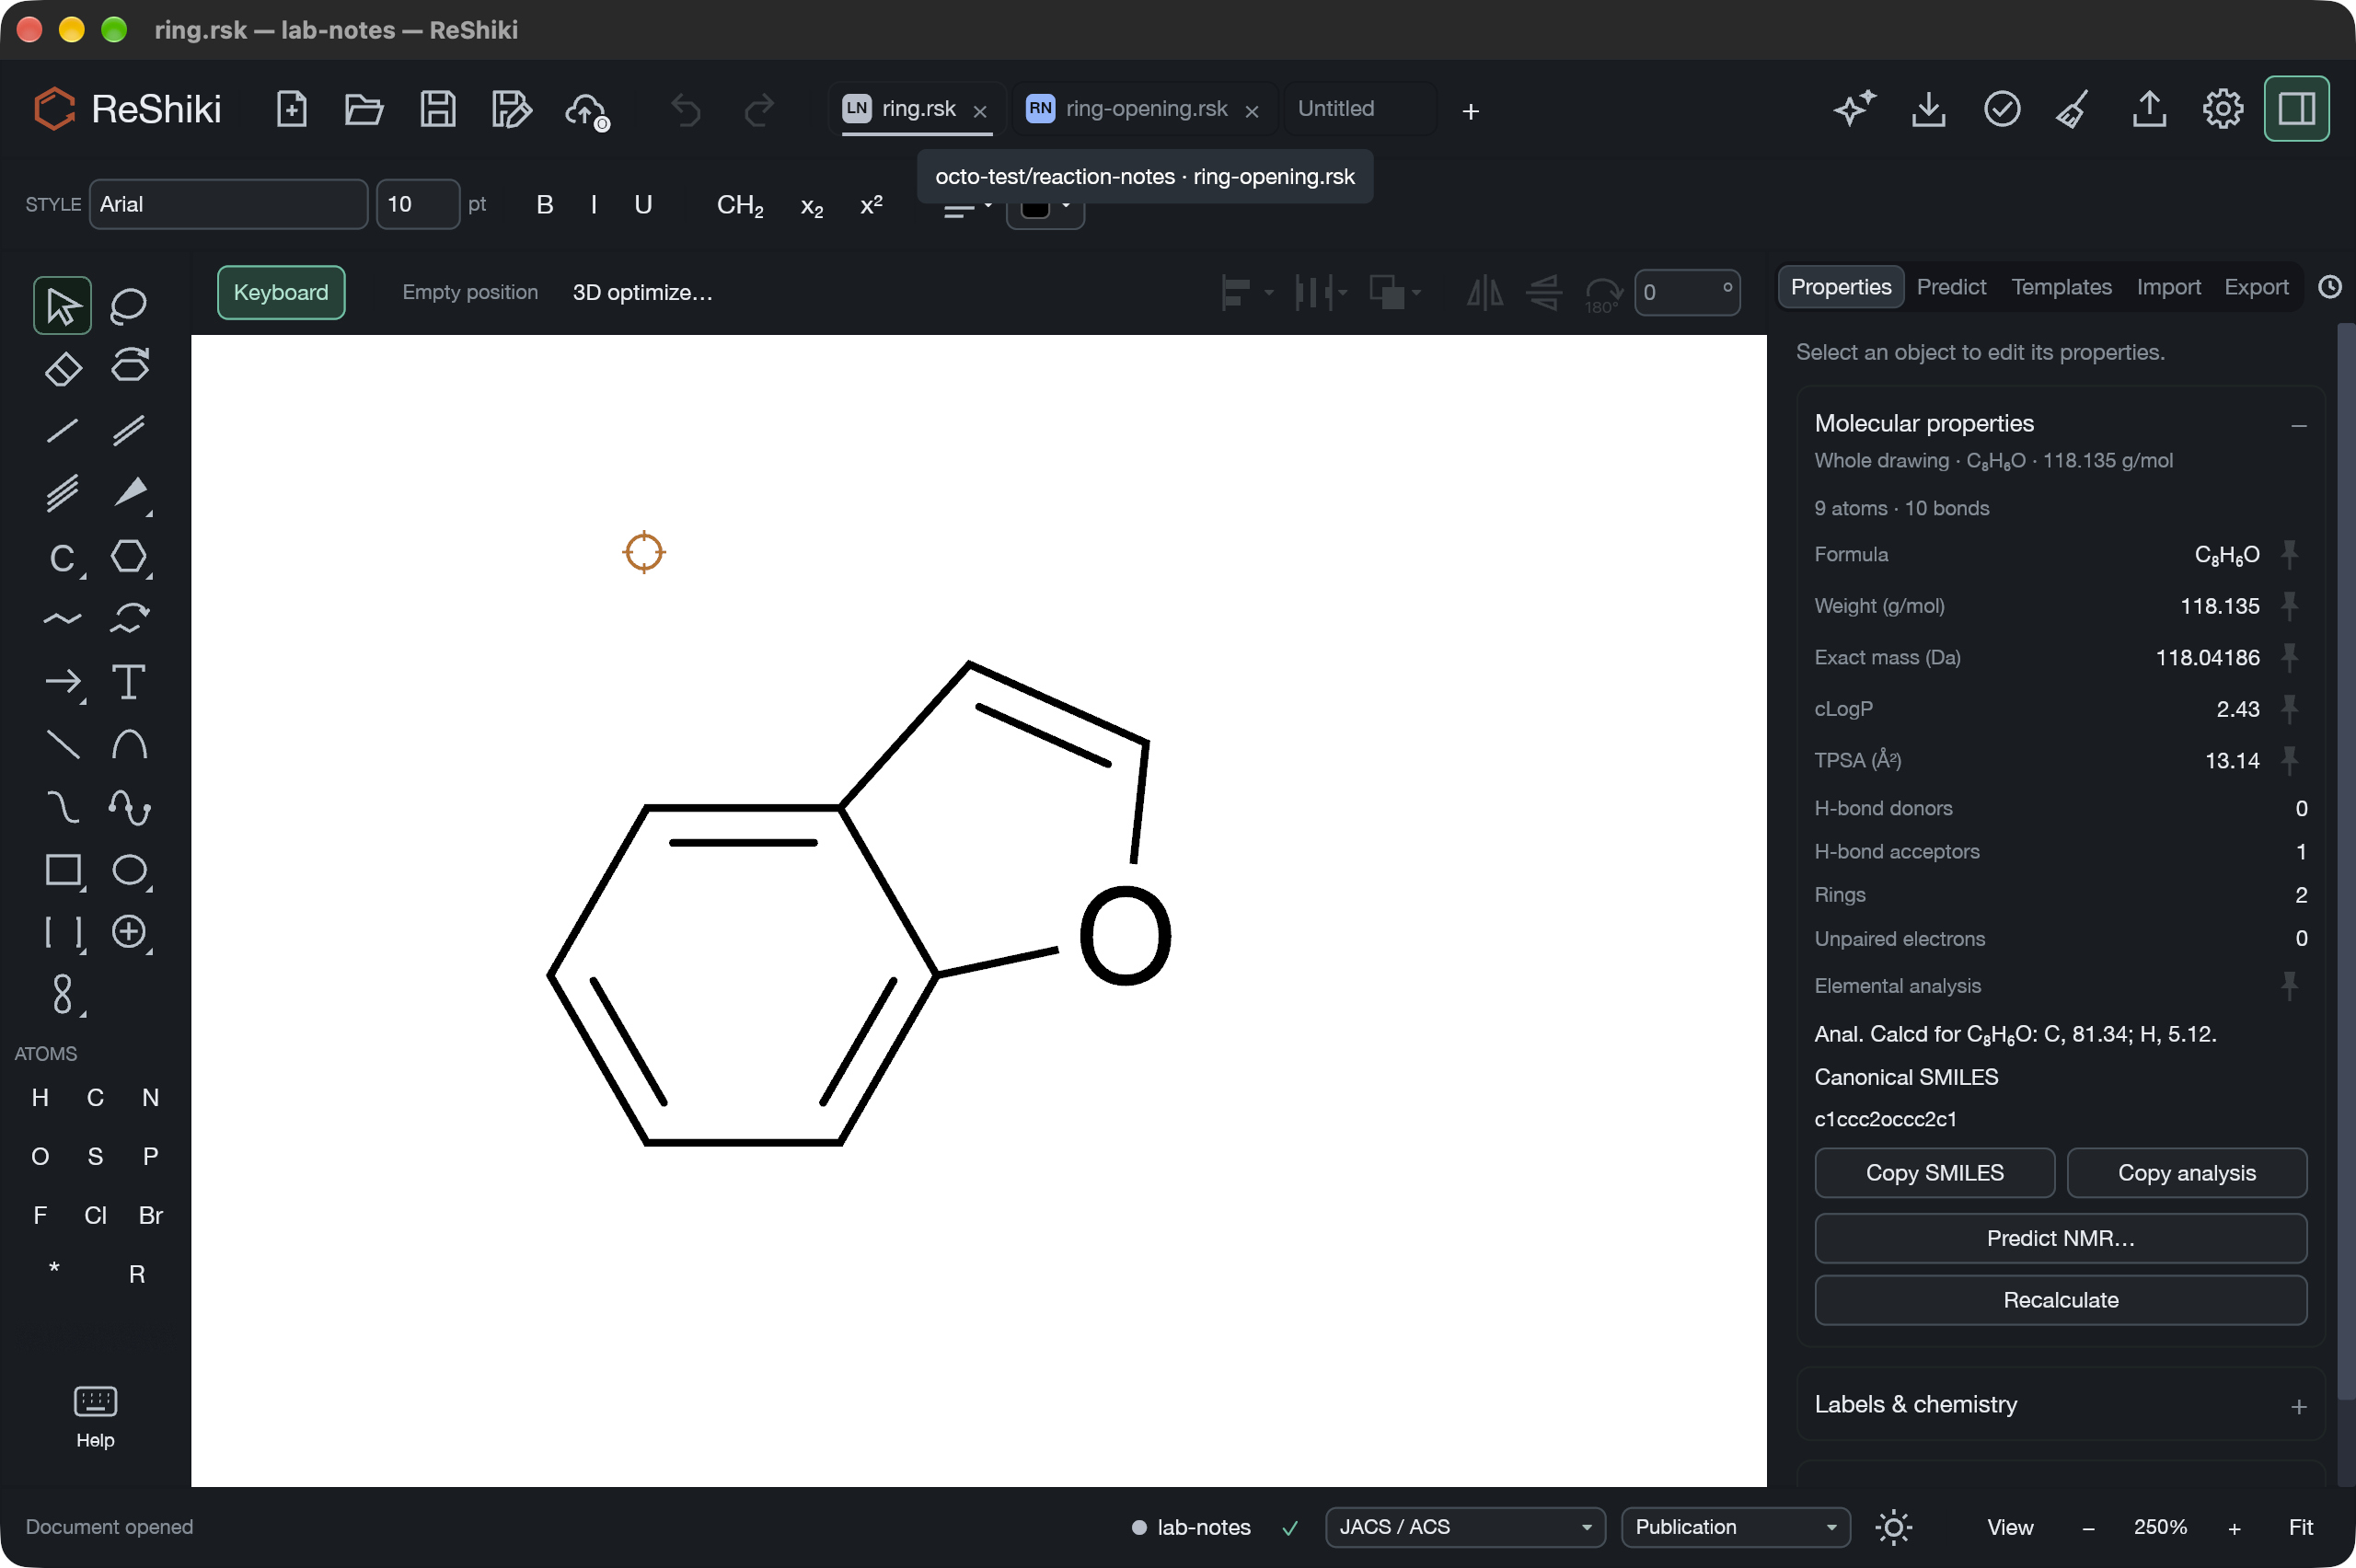 ring.rsk — lab-notes — ReShiki
ReShiki
LN ring.rsk ×
RN ring-opening.rsk ×
Untitled
+
octo-test/reaction-notes · ring-opening.rsk
STYLE Arial 10 pt B I U CH₂ x₂ x²
Keyboard Empty position 3D optimize... 180° 0 °
Properties Predict Templates Import Export
Select an object to edit its properties.
Molecular properties –
Whole drawing · C₈H₆O · 118.135 g/mol
9 atoms · 10 bonds
Formula C₈H₆O
Weight (g/mol) 118.135
Exact mass (Da) 118.04186
cLogP 2.43
TPSA (Å²) 13.14
H-bond donors 0
H-bond acceptors 1
Rings 2
Unpaired electrons 0
Elemental analysis
Anal. Calcd for C₈H₆O: C, 81.34; H, 5.12.
Canonical SMILES
c1ccc2occc2c1
Copy SMILES Copy analysis
Predict NMR...
Recalculate
Labels & chemistry +
C
T
[ ]
ATOMS
H C N
O S P
F Cl Br
* R
Help
O
Document opened
lab-notes ✓ JACS / ACS Publication View – 250% + Fit